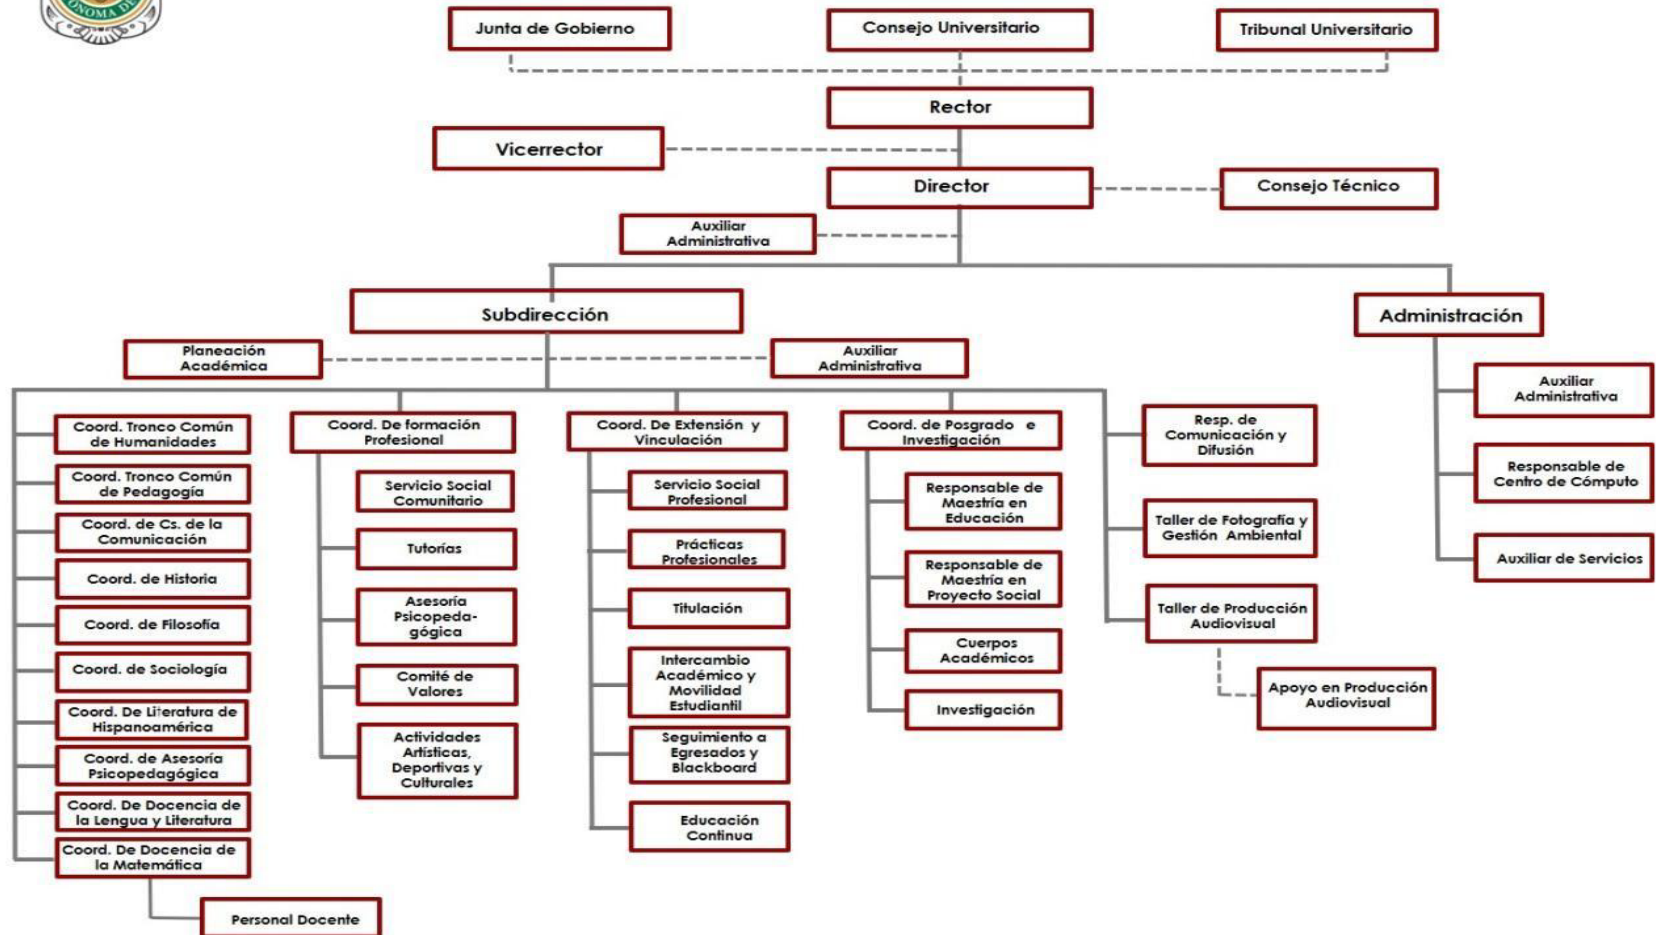 ÓNOMA DE
Junta de Gobierno
Consejo Universitario
Tribunal Universitario
Rector
Vicerrector
Director
Consejo Técnico
Auxiliar
Administrativa
Subdirección
Administración
Planeación
Académica
Auxiliar
Administrativa
Coord. Tronco Común
de Humanidades
Coord. Tronco Común
de Pedagogía
Coord. de Cs. de la
Comunicación
Coord. de Historia
Coord. de Filosofía
Coord. de Sociología
Coord. De Literatura de
Hispanoamérica
Coord. de Asesoría
Psicopedagógica
Coord. De Docencia de
la Lengua y Literatura
Coord. De Docencia de
la Matemática
Personal Docente
Coord. De formación
Profesional
Servicio Social
Comunitario
Tutorías
Asesoría
Psicopeda-
gógica
Comité de
Valores
Actividades
Artísticas,
Deportivas y
Culturales
Coord. De Extensión y
Vinculación
Servicio Social
Profesional
Prácticas
Profesionales
Titulación
Intercambio
Académico y
Movilidad
Estudiantil
Seguimiento a
Egresados y
Blackboard
Educación
Continua
Coord. de Posgrado e
Investigación
Responsable de
Maestría en
Educación
Responsable de
Maestría en
Proyecto Social
Cuerpos
Académicos
Investigación
Resp. de
Comunicación y
Difusión
Taller de Fotografía y
Gestión Ambiental
Taller de Producción
Audiovisual
Apoyo en Producción
Audiovisual
Auxiliar
Administrativa
Responsable de
Centro de Cómputo
Auxiliar de Servicios